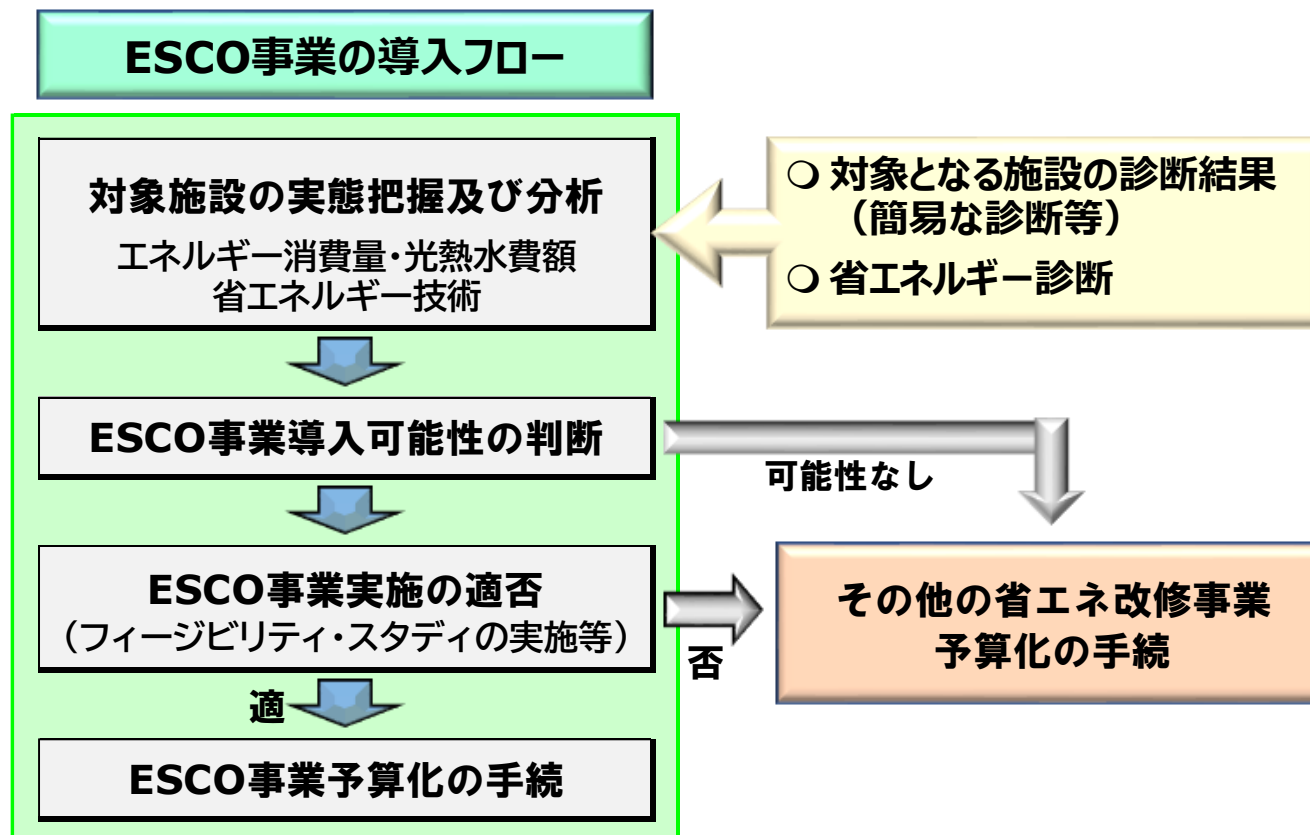 ESCO事業の導入フロー
対象施設の実態把握及び分析
エネルギー消費量・光熱水費額
省エネルギー技術
○ 対象となる施設の診断結果
（簡易な診断等）
○ 省エネルギー診断
ESCO事業導入可能性の判断
可能性なし
ESCO事業実施の適否
（フィージビリティ・スタディの実施等）
否
その他の省エネ改修事業
予算化の手続
適
ESCO事業予算化の手続